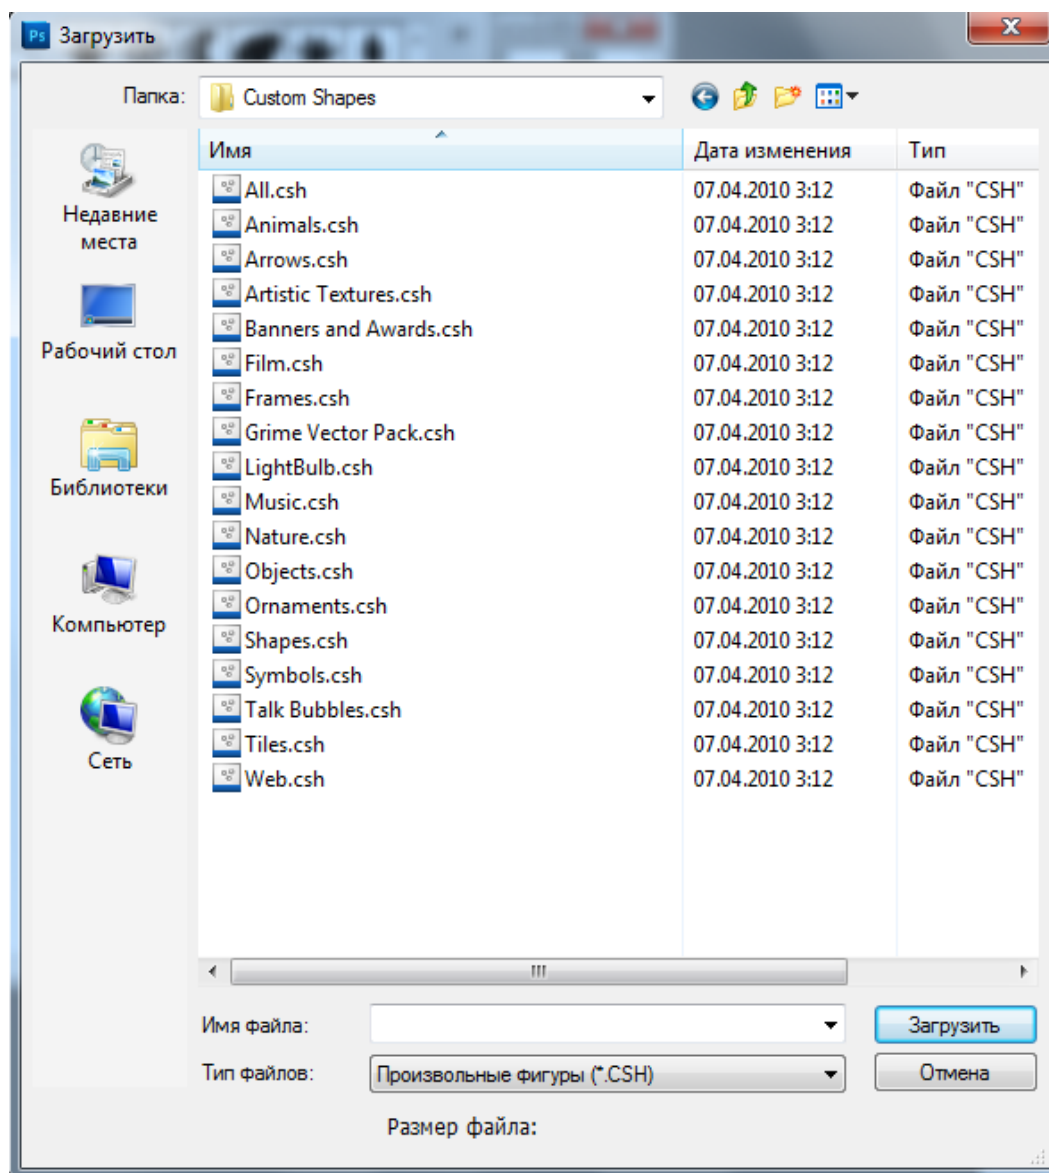 Ps Загрузить
Папка: Custom Shapes
Имя Дата изменения Тип
All.csh 07.04.2010 3:12 Файл "CSH"
Animals.csh 07.04.2010 3:12 Файл "CSH"
Arrows.csh 07.04.2010 3:12 Файл "CSH"
Artistic Textures.csh 07.04.2010 3:12 Файл "CSH"
Banners and Awards.csh 07.04.2010 3:12 Файл "CSH"
Film.csh 07.04.2010 3:12 Файл "CSH"
Frames.csh 07.04.2010 3:12 Файл "CSH"
Grime Vector Pack.csh 07.04.2010 3:12 Файл "CSH"
LightBulb.csh 07.04.2010 3:12 Файл "CSH"
Music.csh 07.04.2010 3:12 Файл "CSH"
Nature.csh 07.04.2010 3:12 Файл "CSH"
Objects.csh 07.04.2010 3:12 Файл "CSH"
Ornaments.csh 07.04.2010 3:12 Файл "CSH"
Shapes.csh 07.04.2010 3:12 Файл "CSH"
Symbols.csh 07.04.2010 3:12 Файл "CSH"
Talk Bubbles.csh 07.04.2010 3:12 Файл "CSH"
Tiles.csh 07.04.2010 3:12 Файл "CSH"
Web.csh 07.04.2010 3:12 Файл "CSH"
Недавние
места
Рабочий стол
Библиотеки
Компьютер
Сеть
Имя файла: Загрузить
Тип файлов: Произвольные фигуры (*.CSH) Отмена
Размер файла: